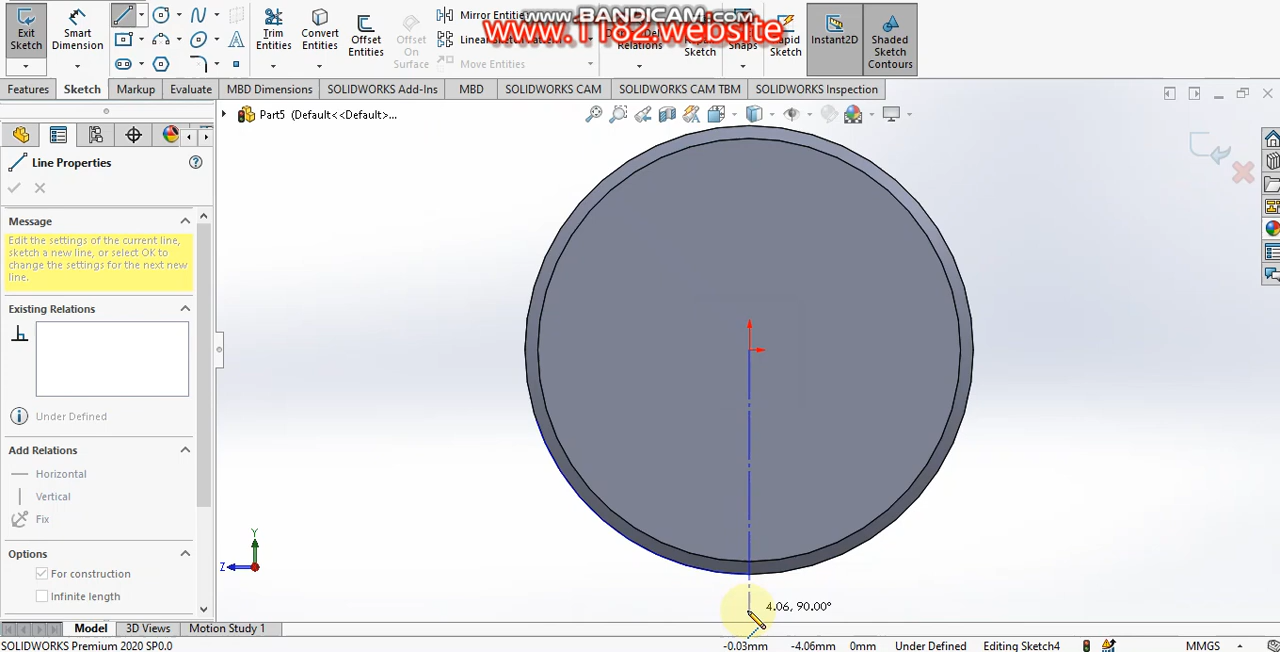 Exit Sketch
Smart Dimension
Trim Entities
Convert Entities
Offset Entities
Offset On Surface
Mirror Entities
Linear Sketch Pattern
Move Entities
www.BANDICAM.com
www.1182.website
Relations
Sketch
Snaps
Rapid Sketch
Instant2D
Shaded Sketch Contours
Features
Sketch
Markup
Evaluate
MBD Dimensions
SOLIDWORKS Add-Ins
MBD
SOLIDWORKS CAM
SOLIDWORKS CAM TBM
SOLIDWORKS Inspection
Part5 (Default<<Default>...
Line Properties
Message
Edit the settings of the current line,
sketch a new line, or select OK to
change the settings for the next new
line.
Existing Relations
Under Defined
Add Relations
Horizontal
Vertical
Fix
Options
For construction
Infinite length
Y
Z
4.06, 90.00°
Model
3D Views
Motion Study 1
SOLIDWORKS Premium 2020 SP0.0
-0.03mm
-4.06mm
0mm
Under Defined
Editing Sketch4
MMGS